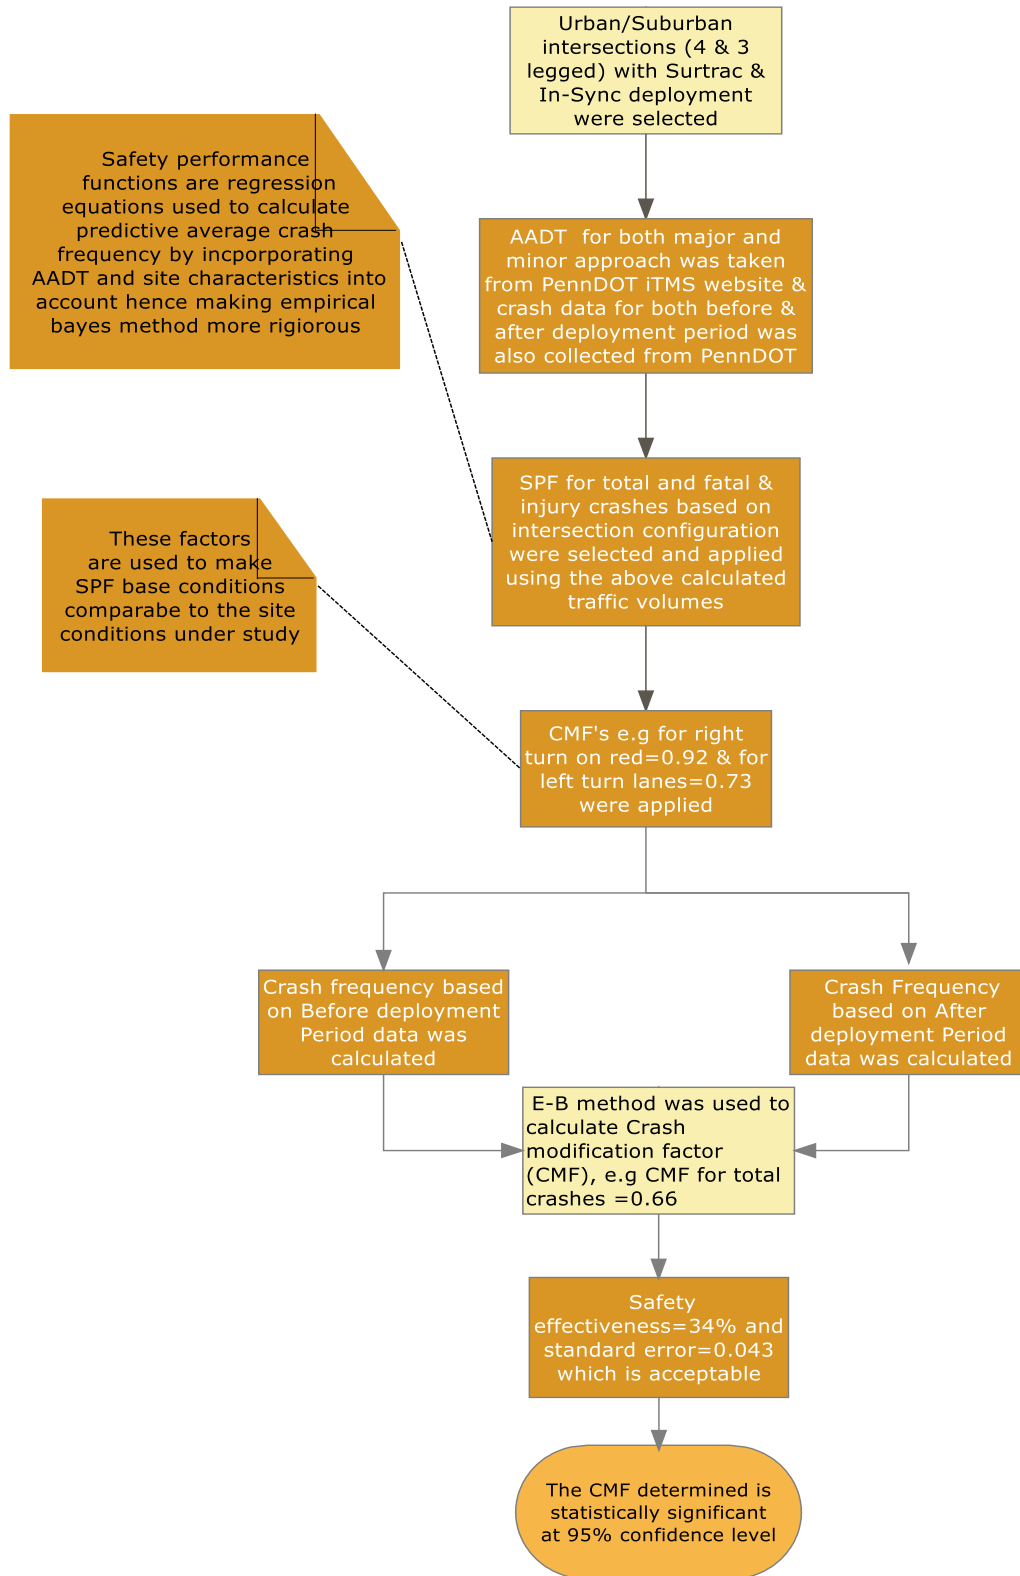 Urban/Suburban
intersections (4 & 3
legged) with Surtrac &
In-Sync deployment
were selected
Safety performance
functions are regression
equations used to calculate
predictive average crash
frequency by incporporating
AADT and site characteristics into
account hence making empirical
bayes method more rigiorous
AADT for both major and
minor approach was taken
from PennDOT iTMS website &
crash data for both before &
after deployment period was
also collected from PennDOT
SPF for total and fatal &
injury crashes based on
intersection configuration
were selected and applied
using the above calculated
traffic volumes
These factors
are used to make
SPF base conditions
comparabe to the site
conditions under study
CMF's e.g for right
turn on red=0.92 & for
left turn lanes=0.73
were applied
Crash frequency based
on Before deployment
Period data was
calculated
Crash Frequency
based on After
deployment Period
data was calculated
E-B method was used to
calculate Crash
modification factor
(CMF), e.g CMF for total
crashes =0.66
Safety
effectiveness=34% and
standard error=0.043
which is acceptable
The CMF determined is
statistically significant
at 95% confidence level